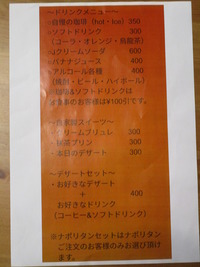 ~ドリンクメニュー~
・自慢の珈琲（hot・Ice）350
・ソフトドリンク 300
（コーラ・オレンジ・烏龍茶）
・クリームソーダ 600
・バナナジュース 400
・アルコール各種 400
（焼酎・ビール・ハイボール）
珈琲&ソフトドリンクは
お食事のお客様は¥100引です。
スイーツ~
・クリームブリュレ 300
・抹茶プリン 300
・本日のデザート 300
~デザートセット~
・お好きなデザート
+ 400
・お好きなドリンク
（コーヒー&ソフトドリンク）
※ナポリタンセットはナポリタン
ご注文のお客様のみお選び頂け
ます。